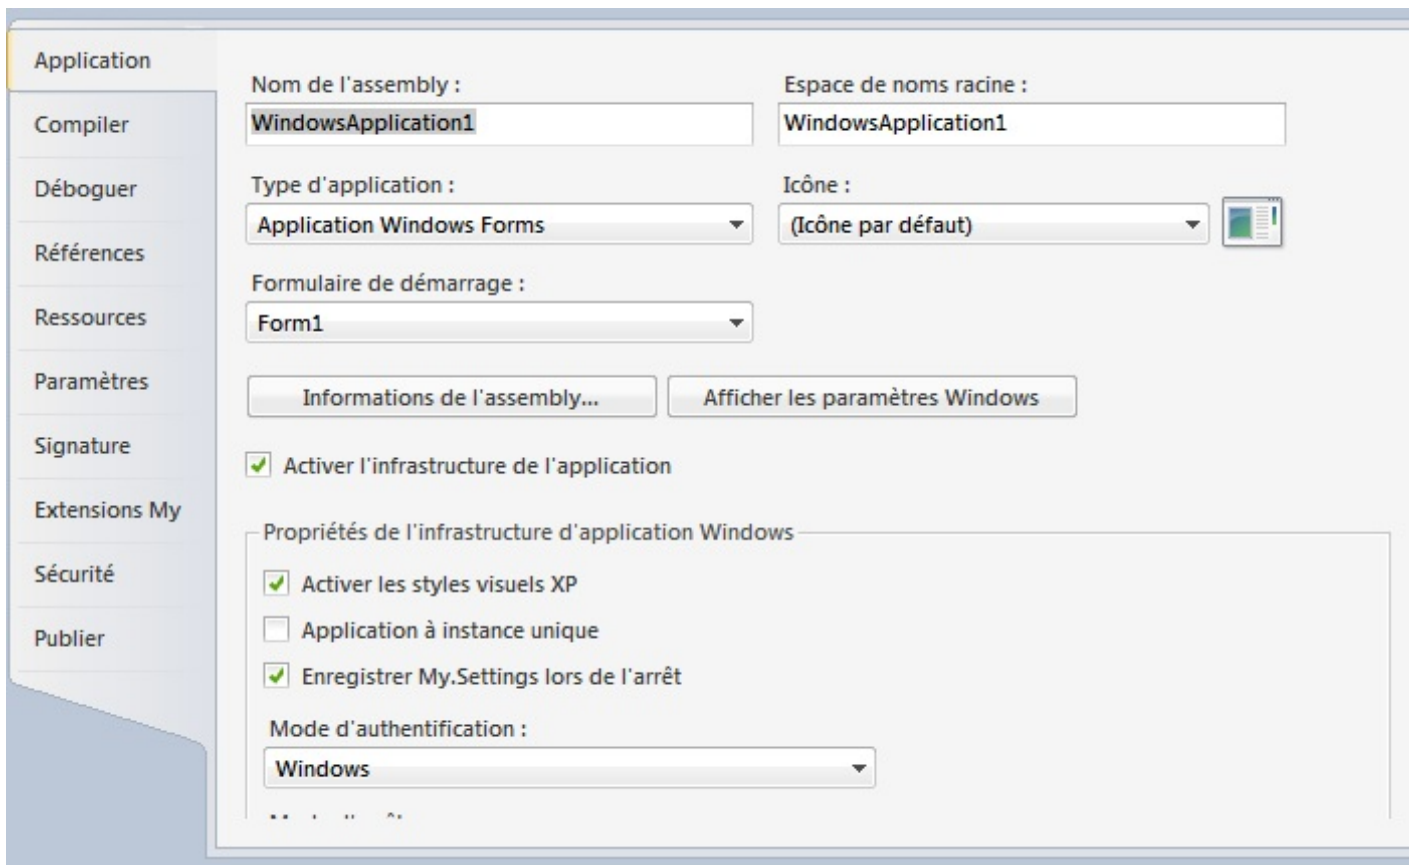 Application
Compiler
Déboguer
Références
Ressources
Paramètres
Signature
Extensions My
Sécurité
Publier
Nom de l'assembly :
Espace de noms racine :
WindowsApplication1
WindowsApplication1
Type d'application :
Icône :
Application Windows Forms
(Icône par défaut)
Formulaire de démarrage :
Form1
Informations de l'assembly...
Afficher les paramètres Windows
Activer l'infrastructure de l'application
Propriétés de l'infrastructure d'application Windows
Activer les styles visuels XP
Application à instance unique
Enregistrer My.Settings lors de l'arrêt
Mode d'authentification :
Windows